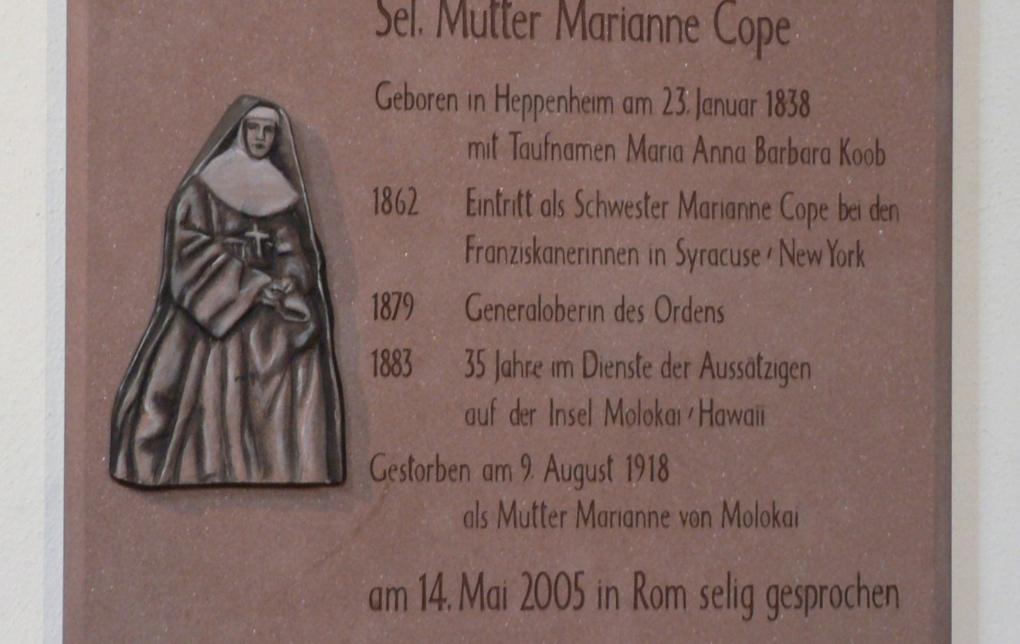 Sel. Mutter Marianne Cope
Geboren in Heppenheim am 23. Januar 1838
mit Taufnamen Maria Anna Barbara Koob
1862 Eintritt als Schwester Marianne Cope bei den
Franziskanerinnen in Syracuse / New York
1879 Generaloberin des Ordens
1883 35 Jahre im Dienste der Aussätzigen
auf der Insel Molokai / Hawaii
Gestorben am 9. August 1918
als Mutter Marianne von Molokai
am 14. Mai 2005 in Rom selig gesprochen